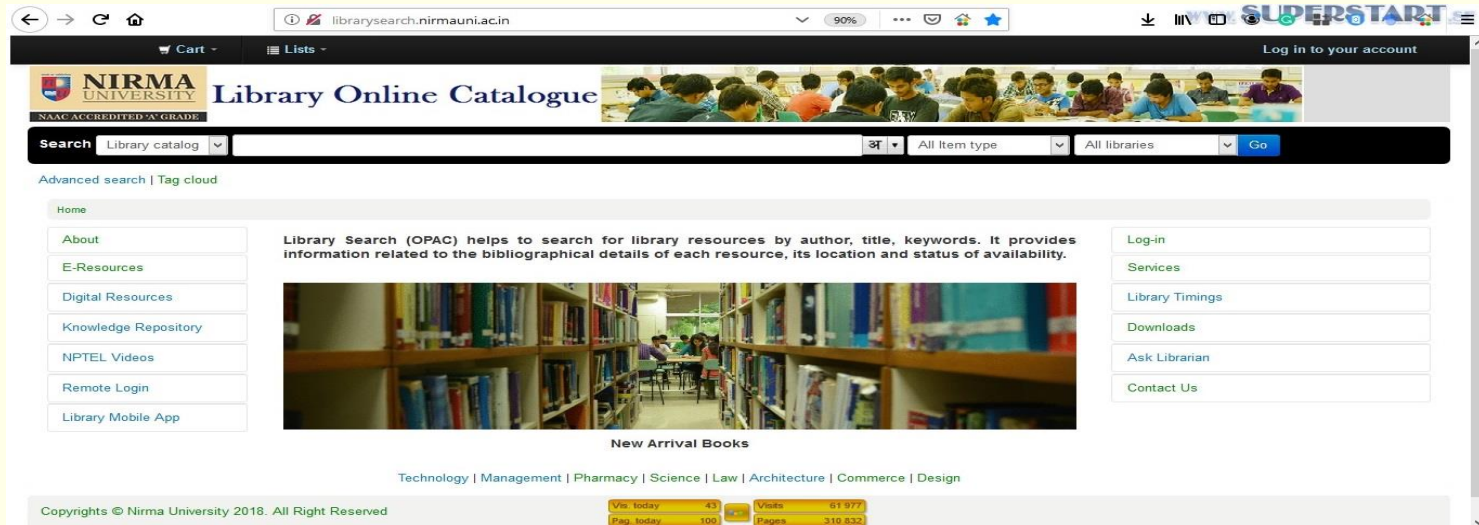 librarysearch.nirmauni.ac.in 90%
SUPERSTART.SE
Cart Lists Log in to your account
NIRMA
UNIVERSITY
NAAC ACCREDITED 'A' GRADE
Library Online Catalogue
Search Library catalog अ All Item type All libraries Go
Advanced search | Tag cloud
Home
About
E-Resources
Digital Resources
Knowledge Repository
NPTEL Videos
Remote Login
Library Mobile App
Library Search (OPAC) helps to search for library resources by author, title, keywords. It provides
information related to the bibliographical details of each resource, its location and status of availability.
Log-in
Services
Library Timings
Downloads
Ask Librarian
Contact Us
New Arrival Books
Technology | Management | Pharmacy | Science | Law | Architecture | Commerce | Design
Copyrights © Nirma University 2018. All Right Reserved
Vis. today 43 Visits 61 977
Pag. today 100 Pages 310 832